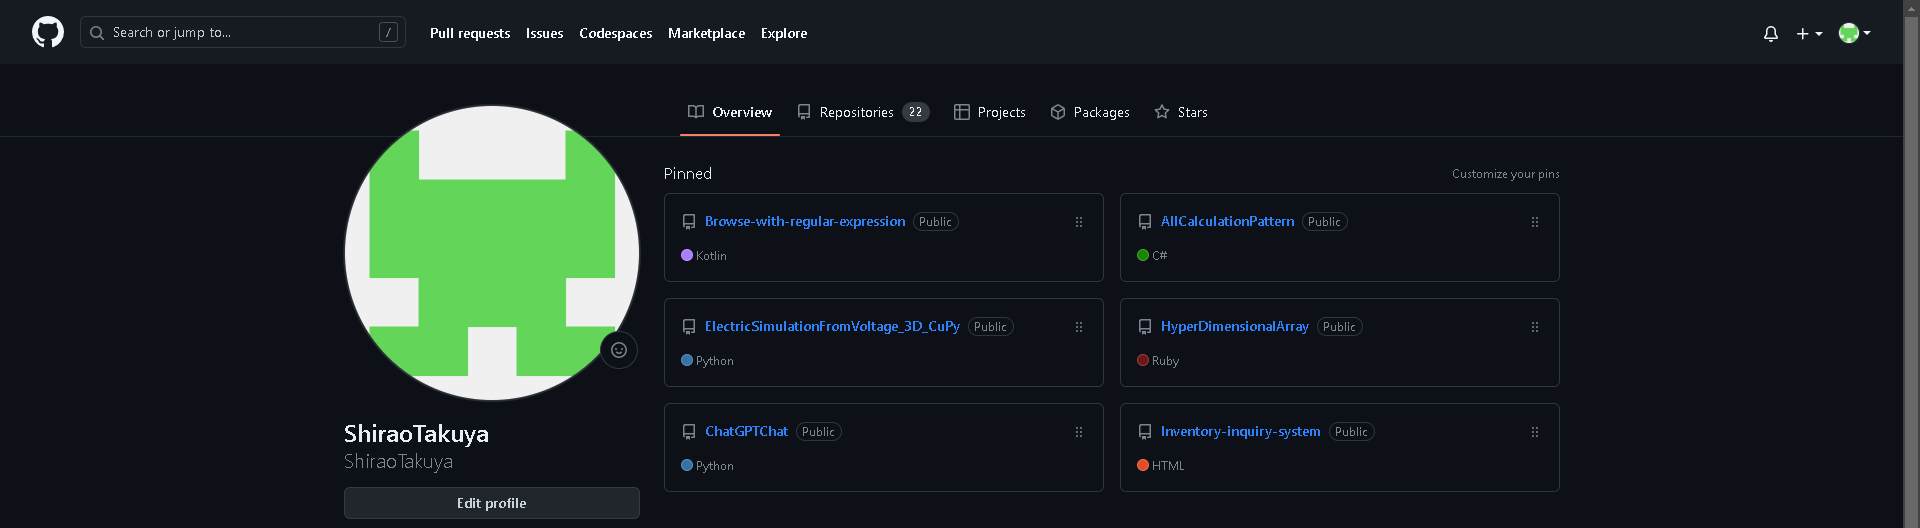 Search or jump to... / Pull requests Issues Codespaces Marketplace Explore
Overview Repositories 22 Projects Packages Stars
Pinned Customize your pins
Browse-with-regular-expression Public
Kotlin
AllCalculationPattern Public
C#
ElectricSimulationFromVoltage_3D_CuPy Public
Python
HyperDimensionalArray Public
Ruby
ChatGPTChat Public
Python
Inventory-inquiry-system Public
HTML
ShiraoTakuya
ShiraoTakuya
Edit profile